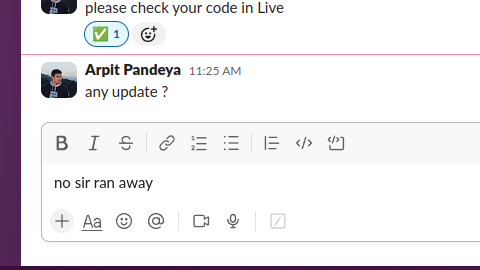 please check your code in Live
✅ 1
Arpit Pandeya 11:25 AM
any update ?
B I S
no sir ran away
+ Aa @